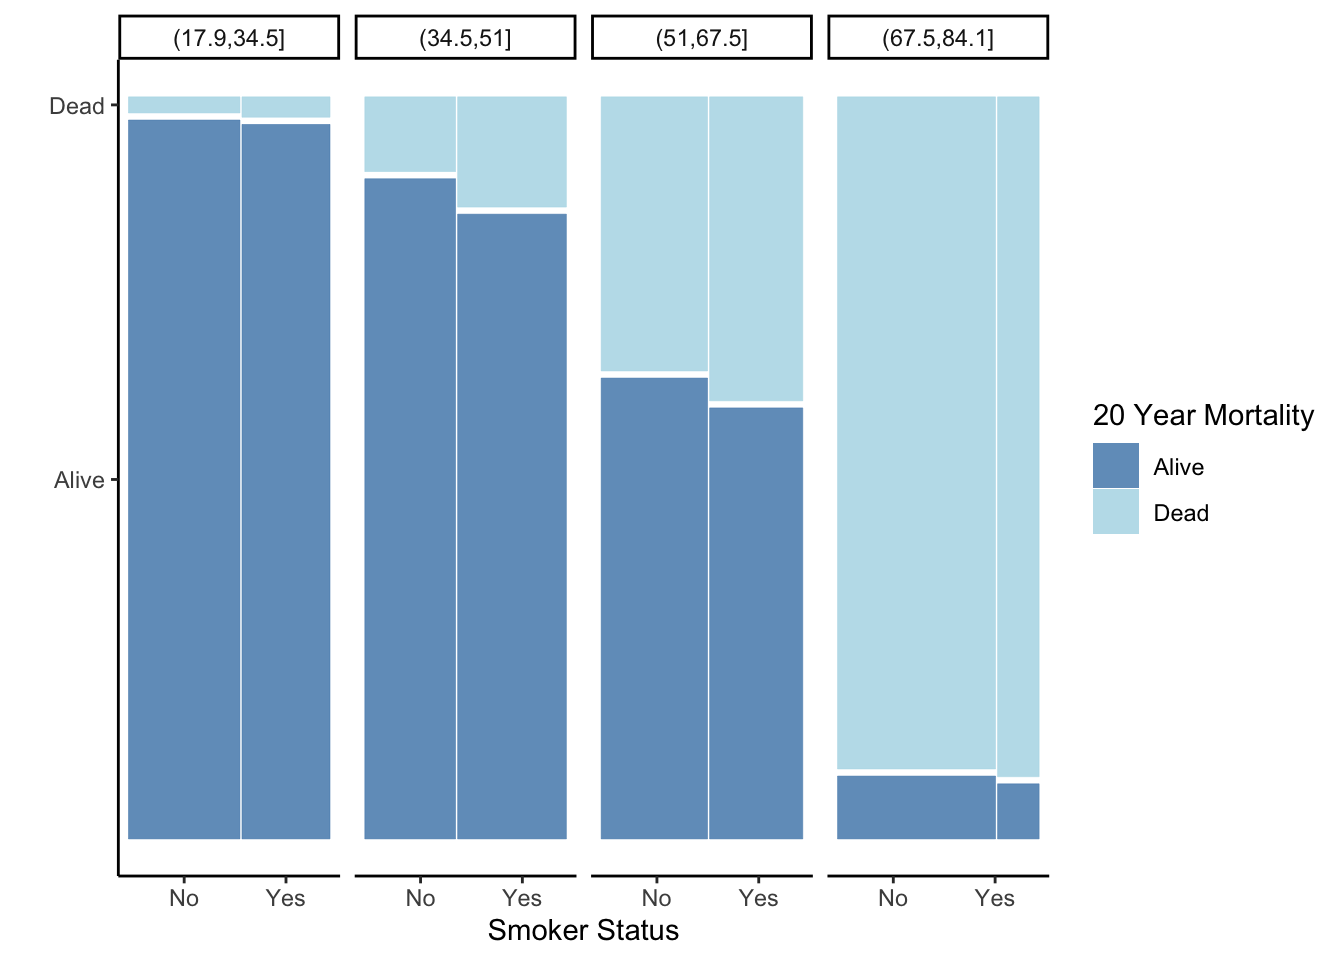 (17.9,34.5]
(34.5,51]
(51,67.5]
(67.5,84.1]
Dead
Alive
No
Yes
No
Yes
No
Yes
No
Yes
Smoker Status
20 Year Mortality
Alive
Dead